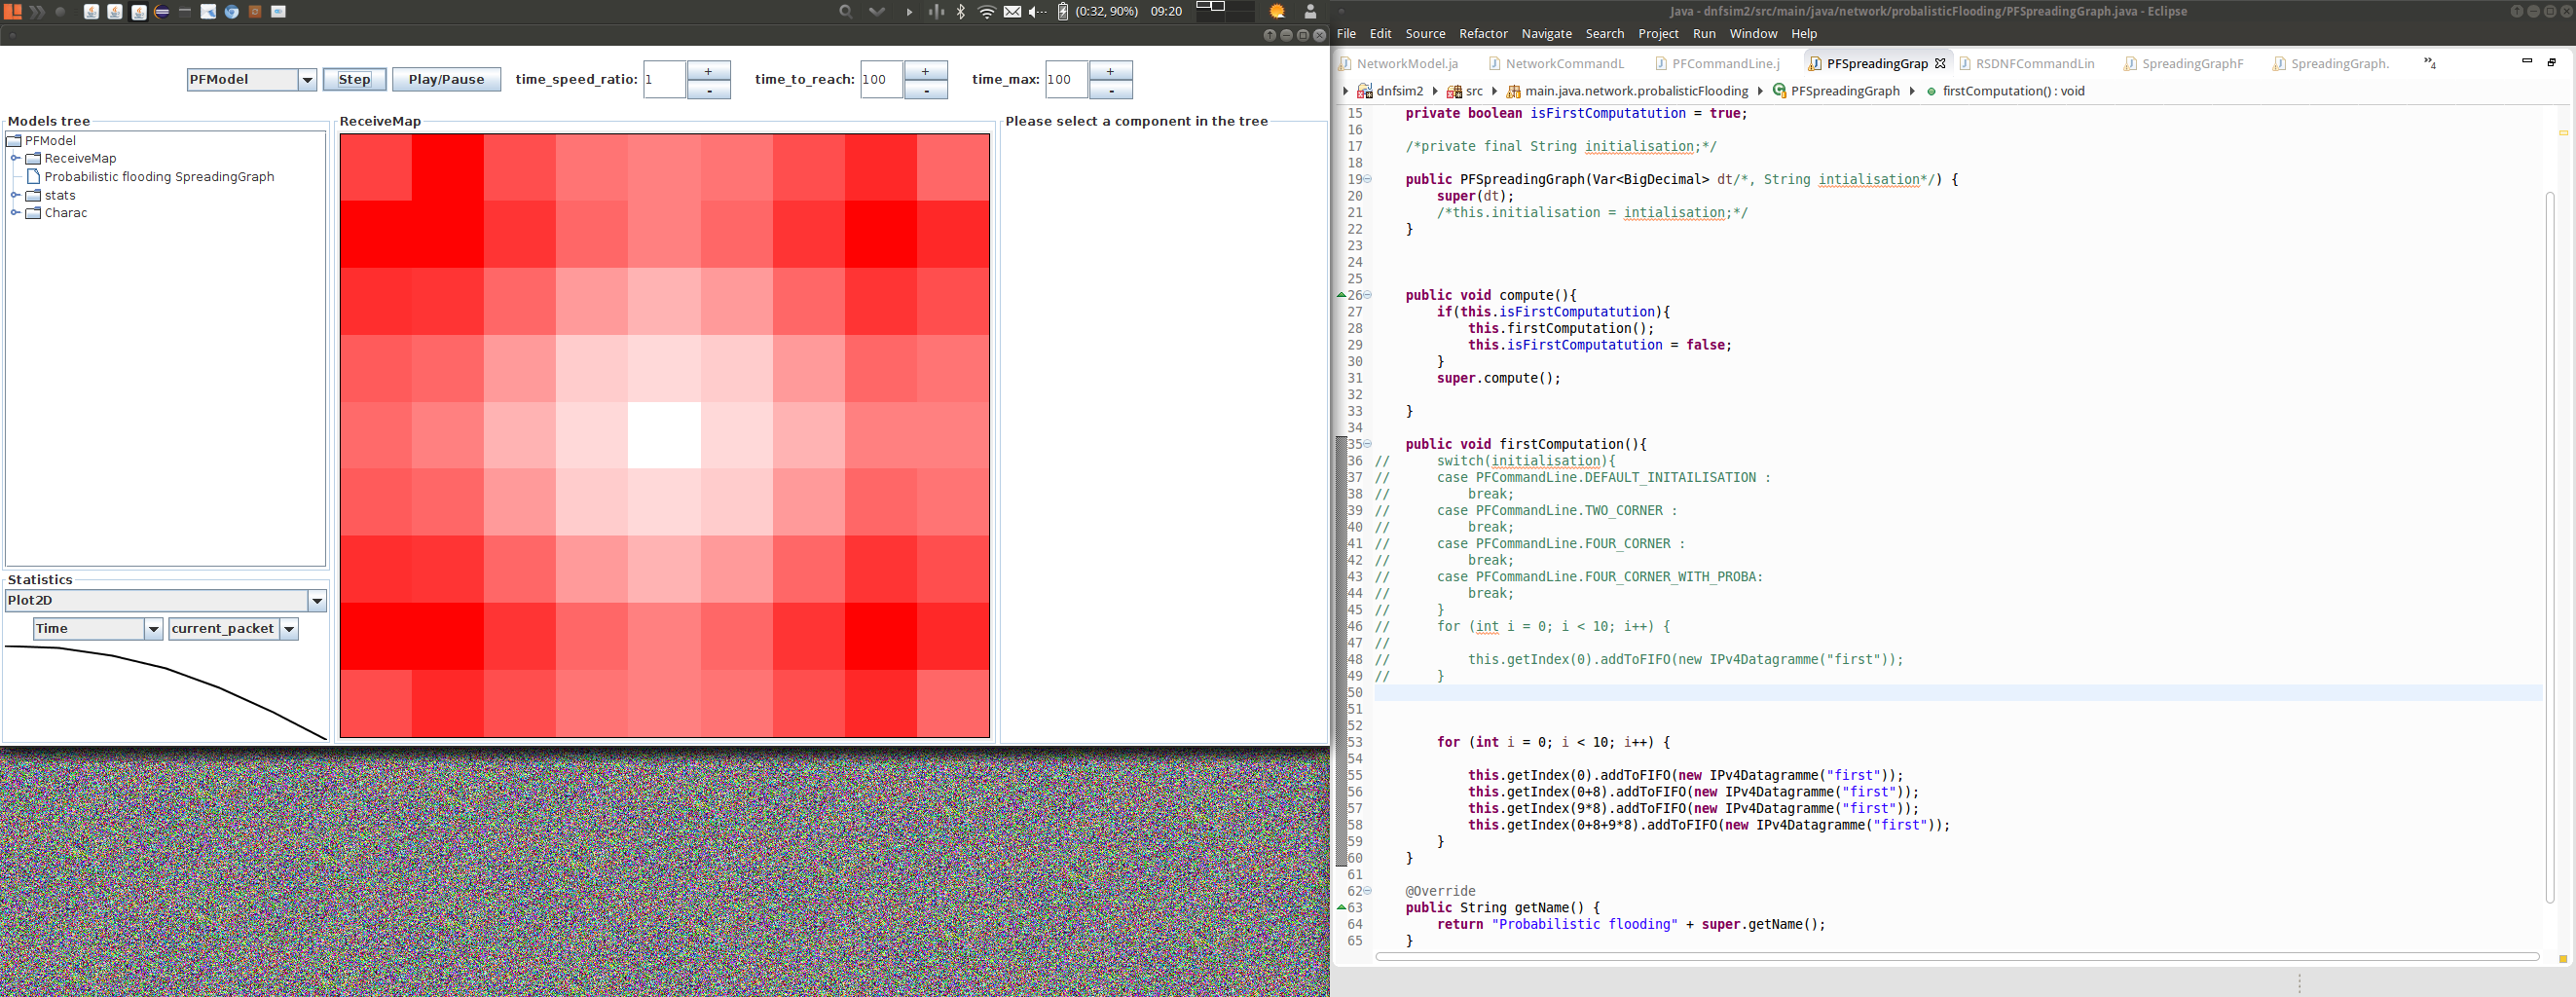 (0:32, 90%) 09:20
PFModel Step Play/Pause time_speed_ratio: 1 + - time_to_reach: 100 + - time_max: 100 + -
Models tree
PFModel
ReceiveMap
Probabilistic flooding SpreadingGraph
stats
Charac
Statistics
Plot2D
Time current_packet
ReceiveMap
Please select a component in the tree
Java - dnfsim2/src/main/java/network/probalisticFlooding/PFSpreadingGraph.java - Eclipse
File Edit Source Refactor Navigate Search Project Run Window Help
NetworkModel.ja NetworkCommandL PFCommandLine.j PFSpreadingGrap RSDNFCommandLin SpreadingGraphF SpreadingGraph. »4
dnfsim2 src main.java.network.probalisticFlooding PFSpreadingGraph firstComputation() : void
15 private boolean isFirstComputatution = true;
16
17 /*private final String initialisation;*/
18
19 public PFSpreadingGraph(Var<BigDecimal> dt/*, String intialisation*/) {
20 super(dt);
21 /*this.initialisation = intialisation;*/
22 }
23
24
25
26 public void compute(){
27 if(this.isFirstComputatution){
28 this.firstComputation();
29 this.isFirstComputatution = false;
30 }
31 super.compute();
32
33 }
34
35 public void firstComputation(){
36 // switch(initialisation){
37 // case PFCommandLine.DEFAULT_INITAILISATION :
38 // break;
39 // case PFCommandLine.TWO_CORNER :
40 // break;
41 // case PFCommandLine.FOUR_CORNER :
42 // break;
43 // case PFCommandLine.FOUR_CORNER_WITH_PROBA:
44 // break;
45 // }
46 // for (int i = 0; i < 10; i++) {
47 //
48 // this.getIndex(0).addToFIFO(new IPv4Datagramme("first"));
49 // }
50
51
52
53 for (int i = 0; i < 10; i++) {
54
55 this.getIndex(0).addToFIFO(new IPv4Datagramme("first"));
56 this.getIndex(0+8).addToFIFO(new IPv4Datagramme("first"));
57 this.getIndex(9*8).addToFIFO(new IPv4Datagramme("first"));
58 this.getIndex(0+8+9*8).addToFIFO(new IPv4Datagramme("first"));
59 }
60 }
61
62 @Override
63 public String getName() {
64 return "Probabilistic flooding" + super.getName();
65 }